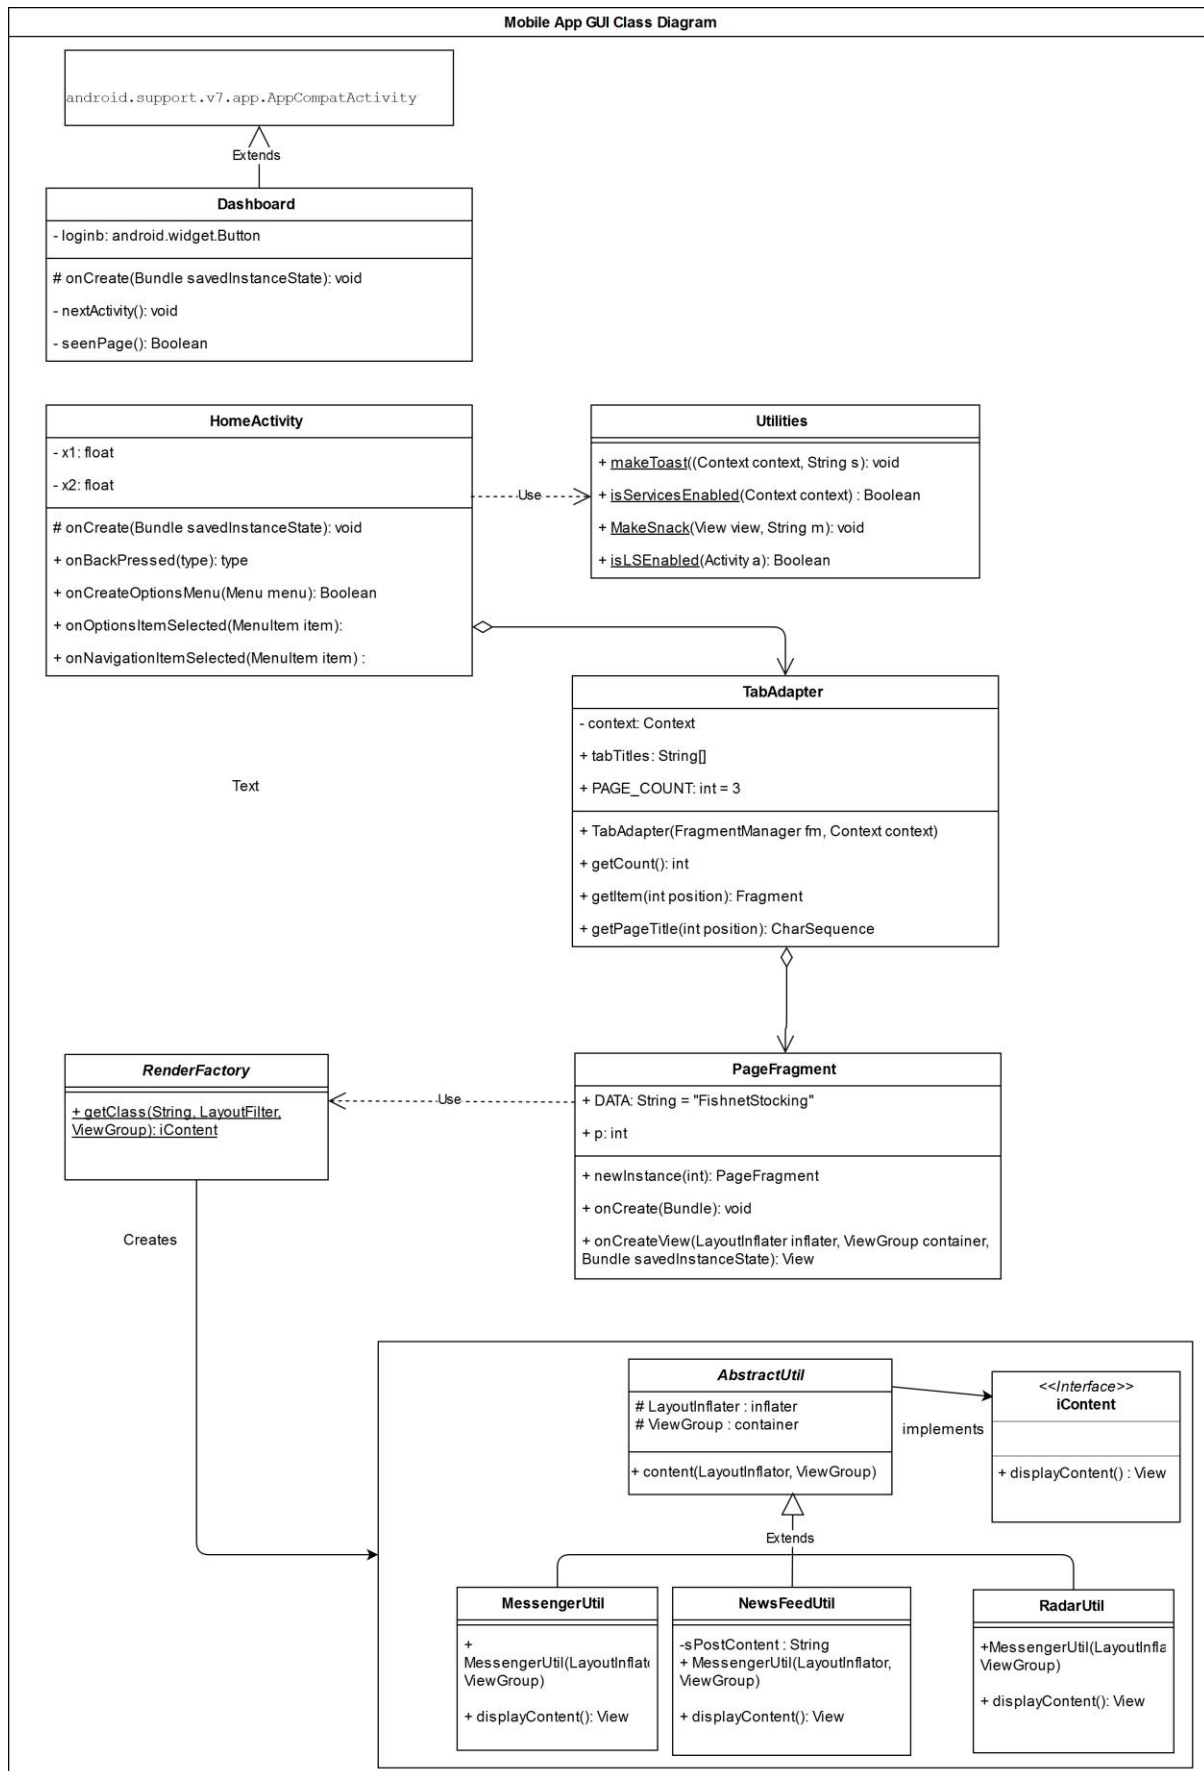 Mobile App GUI Class Diagram
android.support.v7.app.AppCompatActivity
Extends
Dashboard
- loginb: android.widget.Button
# onCreate(Bundle savedInstanceState): void
- nextActivity(): void
- seenPage(): Boolean
HomeActivity
- x1: float
- x2: float
# onCreate(Bundle savedInstanceState): void
+ onBackPressed(type): type
+ onCreateOptionsMenu(Menu menu): Boolean
+ onOptionsItemSelected(MenuItem item):
+ onNavigationItemSelected(MenuItem item) :
Use
Utilities
+ makeToast((Context context, String s): void
+ isServicesEnabled(Context context) : Boolean
+ MakeSnack(View view, String m): void
+ isLSEnabled(Activity a): Boolean
TabAdapter
- context: Context
+ tabTitles: String[]
+ PAGE_COUNT: int = 3
+ TabAdapter(FragmentManager fm, Context context)
+ getCount(): int
+ getItem(int position): Fragment
+ getPageTitle(int position): CharSequence
Text
RenderFactory
+ getClass(String, LayoutFilter,
ViewGroup): iContent
Use
PageFragment
+ DATA: String = "FishnetStocking"
+ p: int
+ newInstance(int): PageFragment
+ onCreate(Bundle): void
+ onCreateView(LayoutInflater inflater, ViewGroup container,
Bundle savedInstanceState): View
Creates
AbstractUtil
# LayoutInflater : inflater
# ViewGroup : container
+ content(LayoutInflator, ViewGroup)
implements
<<Interface>>
iContent
+ displayContent() : View
Extends
MessengerUtil
+
MessengerUtil(LayoutInflato
ViewGroup)
+ displayContent(): View
NewsFeedUtil
-sPostContent : String
+ MessengerUtil(LayoutInflator,
ViewGroup)
+ displayContent(): View
RadarUtil
+MessengerUtil(LayoutInfla
ViewGroup)
+ displayContent(): View